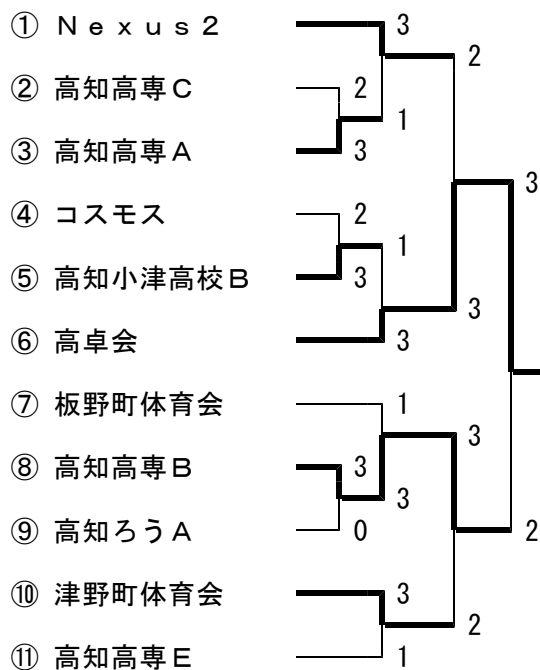 ① Ｎｅｘｕｓ２ 3
2
② 高知高専Ｃ 2
1
③ 高知高専Ａ 3
3
④ コスモス 2
1
⑤ 高知小津高校Ｂ 3
3
⑥ 高卓会 3
⑦ 板野町体育会 1
3
⑧ 高知高専Ｂ 3
3
⑨ 高知ろうＡ 0
2
⑩ 津野町体育会 3
2
⑪ 高知高専Ｅ 1